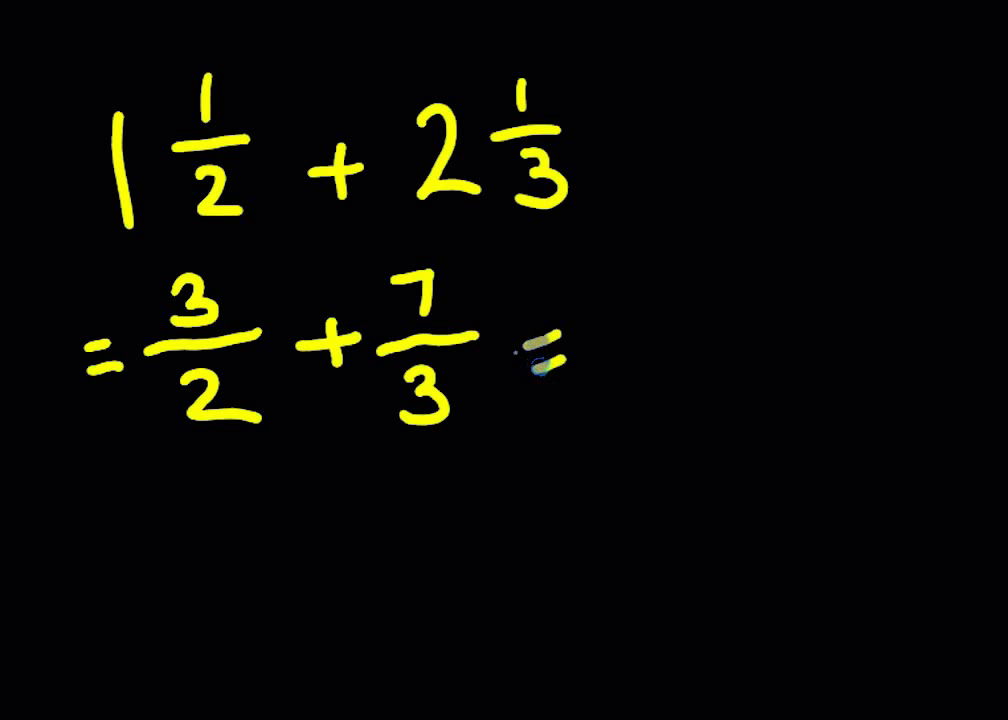 1 1/2 + 2 1/3
= 3/2 + 7/3 =